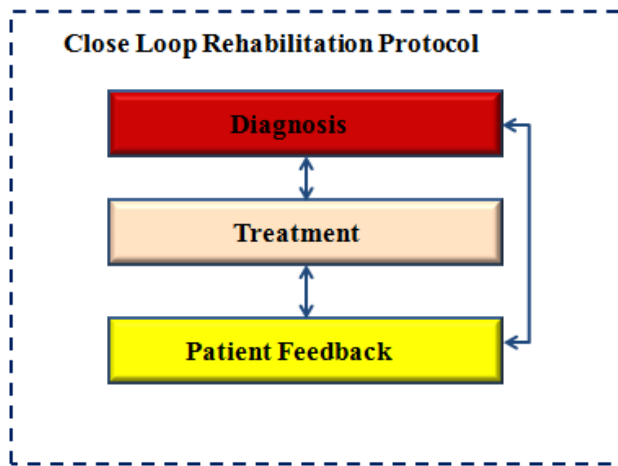 Close Loop Rehabilitation Protocol
Diagnosis
Treatment
Patient Feedback